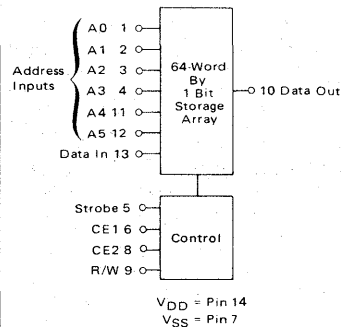 A0 1
A1 2
A2 3
A3 4
A4 11
A5 12
Address
Inputs
Data In 13
64-Word
By
1 Bit
Storage
Array
10 Data Out
Strobe 5
CE1 6
CE2 8
R/W 9
Control
VDD = Pin 14
VSS = Pin 7